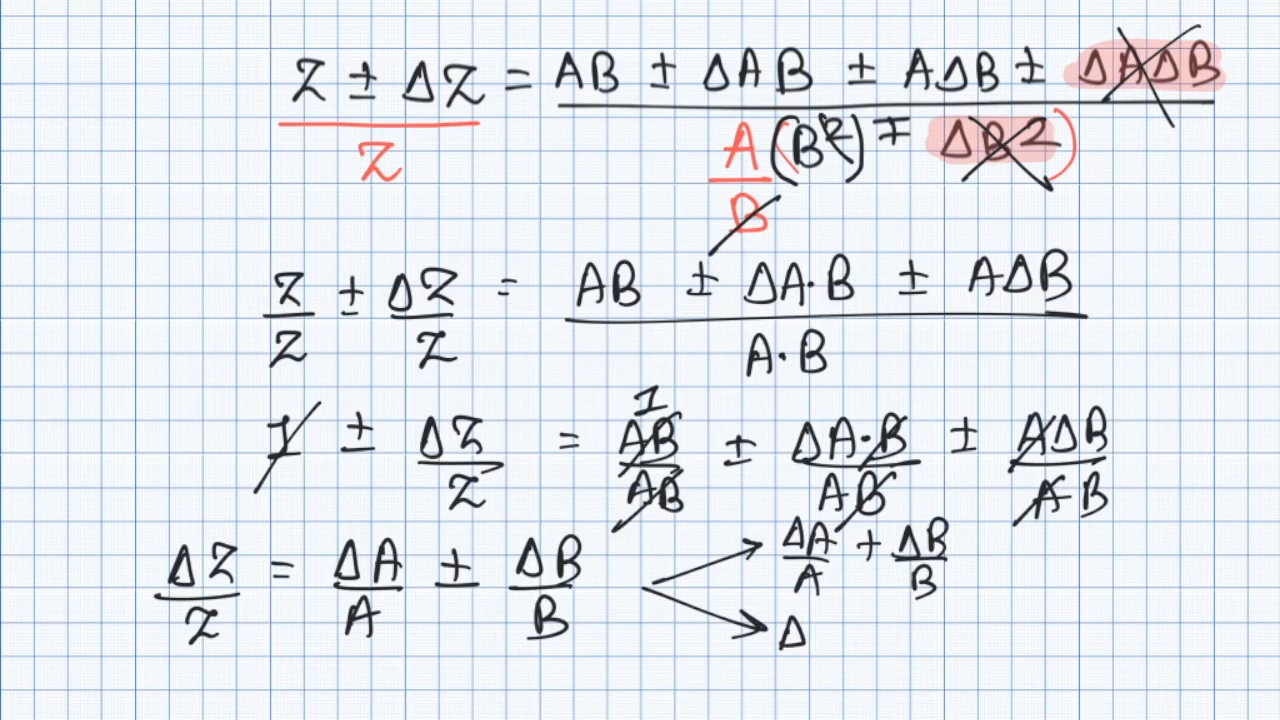 Z ± ΔZ = AB ± ΔAB ± AΔB ± ΔAΔB
Z A (B² ∓ ΔB²)
B
Z ± ΔZ = AB ± ΔA·B ± AΔB
Z Z A·B
1
1 ± ΔZ = AB ± ΔA·B ± AΔB
Z AB AB AB
ΔZ = ΔA ± ΔB ΔA + ΔB
Z A B A B
Δ